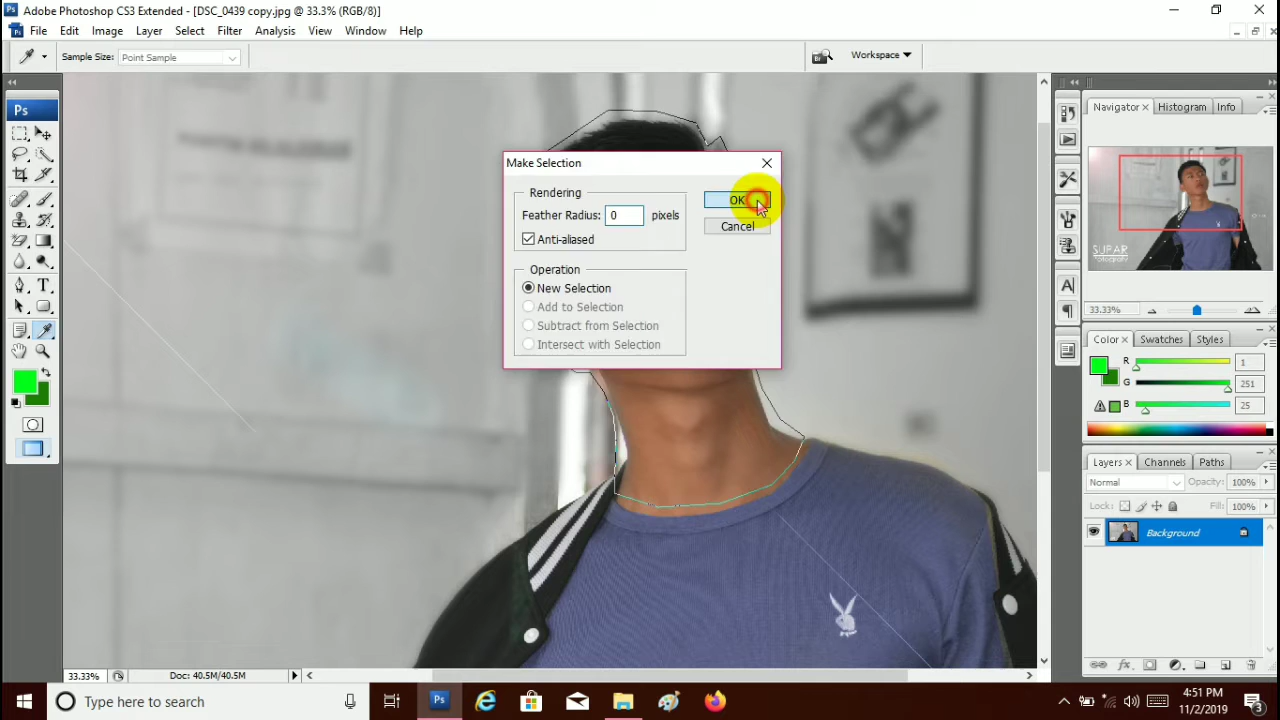 Adobe Photoshop CS3 Extended - [DSC_0439 copy.jpg @ 33.3% (RGB/8)]
File Edit Image Layer Select Filter Analysis View Window Help
Sample Size: Point Sample
Workspace
Ps
Make Selection
Rendering
Feather Radius: 0 pixels
Anti-aliased
Operation
New Selection
Add to Selection
Subtract from Selection
Intersect with Selection
OK
Cancel
Navigator Histogram Info
SUPAR
33.33%
Color Swatches Styles
R 1
G 251
B 25
Layers Channels Paths
Normal Opacity: 100%
Lock: Fill: 100%
Background
33.33% Doc: 40.5M/40.5M
Type here to search
Ps
4:51 PM
11/2/2019
3